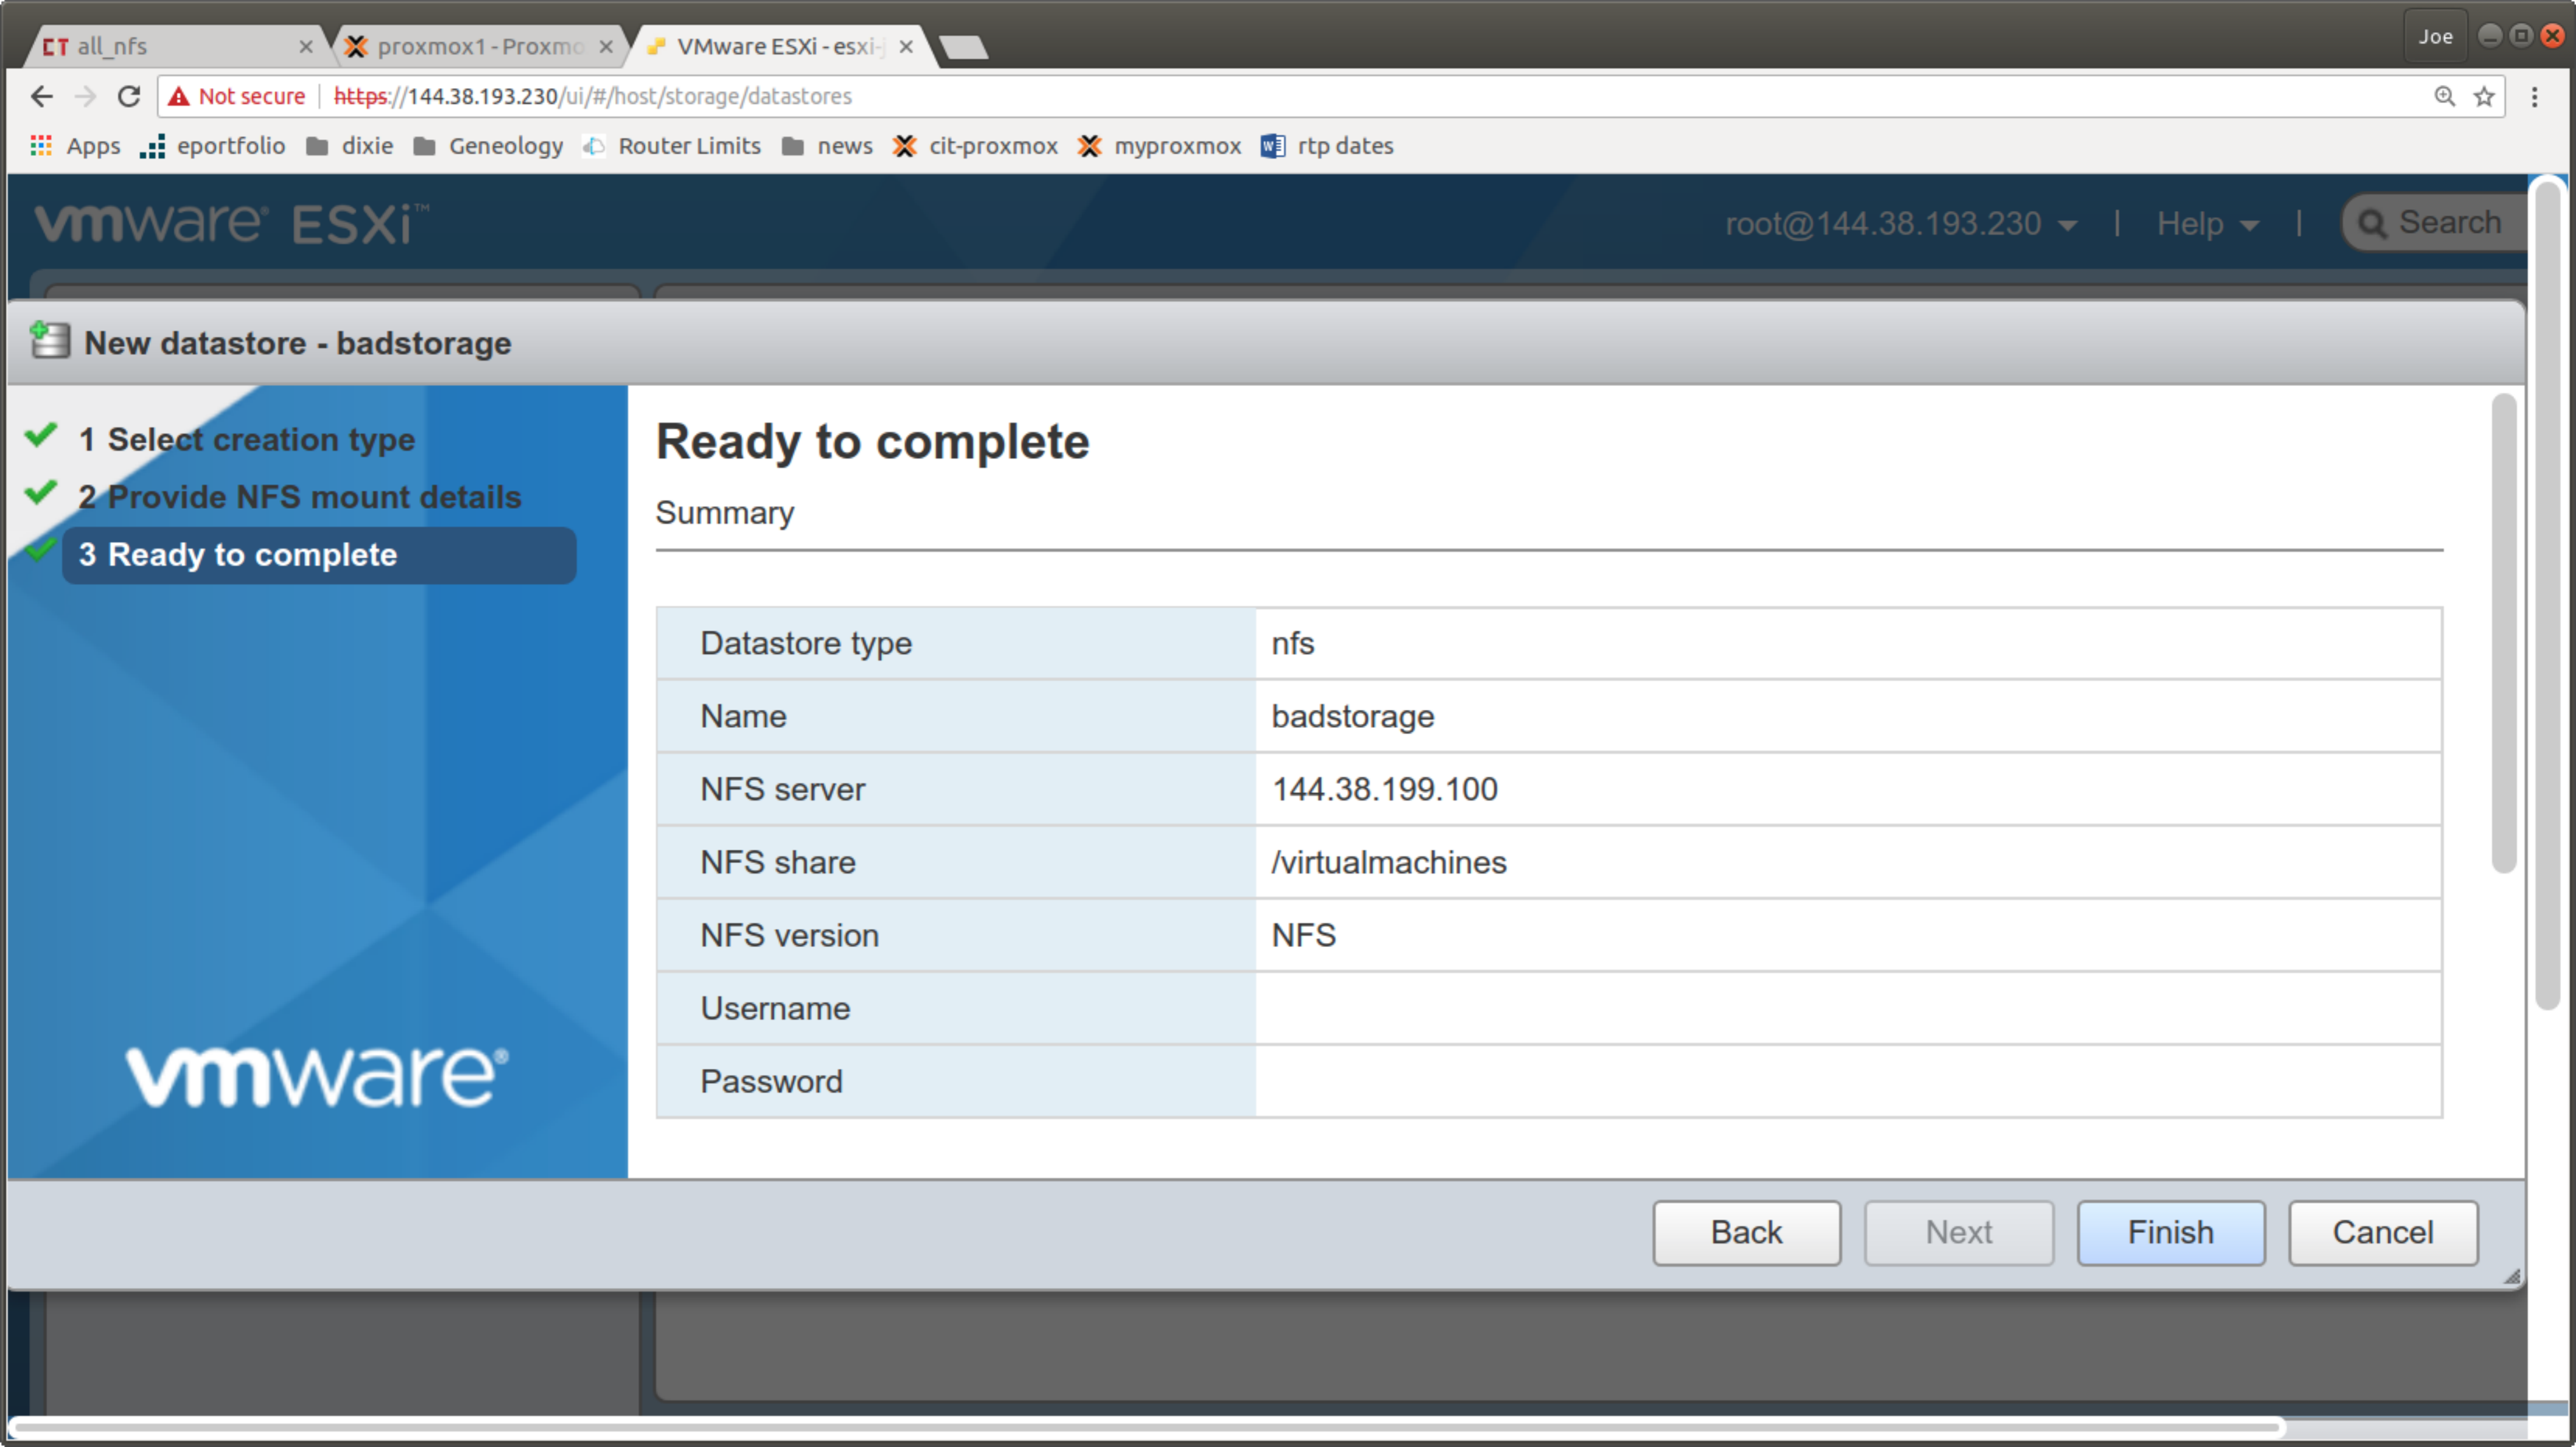 all_nfs
proxmox1 - Proxmo
VMware ESXi - esxi-j
Joe
Not secure
https://144.38.193.230/ui/#/host/storage/datastores
Apps
eportfolio
dixie
Geneology
Router Limits
news
cit-proxmox
myproxmox
rtp dates
vmware® ESXi™
root@144.38.193.230
Help
Search
New datastore - badstorage
1 Select creation type
2 Provide NFS mount details
3 Ready to complete
vmware®
Ready to complete
Summary
Datastore type nfs
Name badstorage
NFS server 144.38.199.100
NFS share /virtualmachines
NFS version NFS
Username
Password
Back
Next
Finish
Cancel